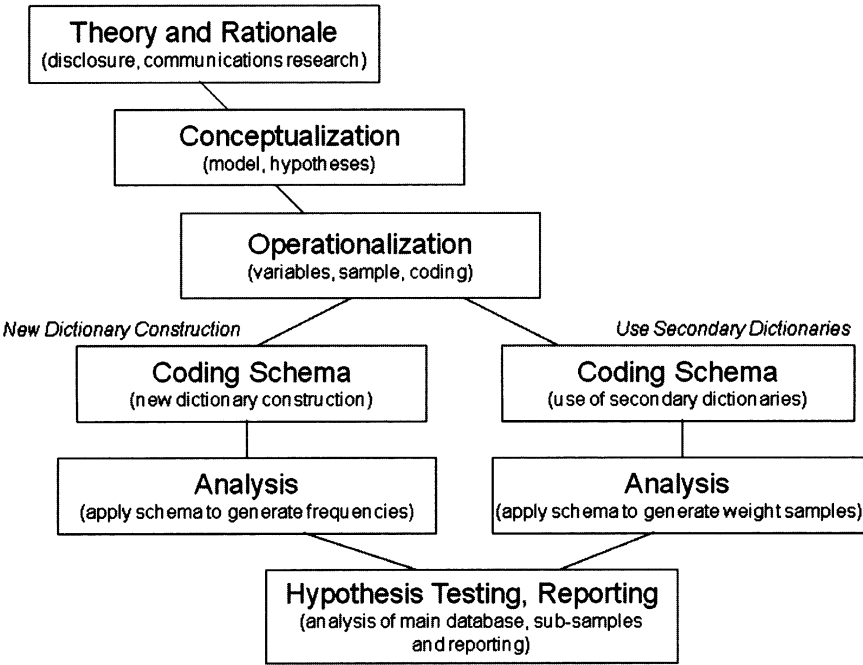 Theory and Rationale
(disclosure, communications research)
Conceptualization
(model, hypotheses)
Operationalization
(variables, sample, coding)
New Dictionary Construction
Use Secondary Dictionaries
Coding Schema
(new dictionary construction)
Coding Schema
(use of secondary dictionaries)
Analysis
(apply schema to generate frequencies)
Analysis
(apply schema to generate weight samples)
Hypothesis Testing, Reporting
(analysis of main database, sub-samples
and reporting)